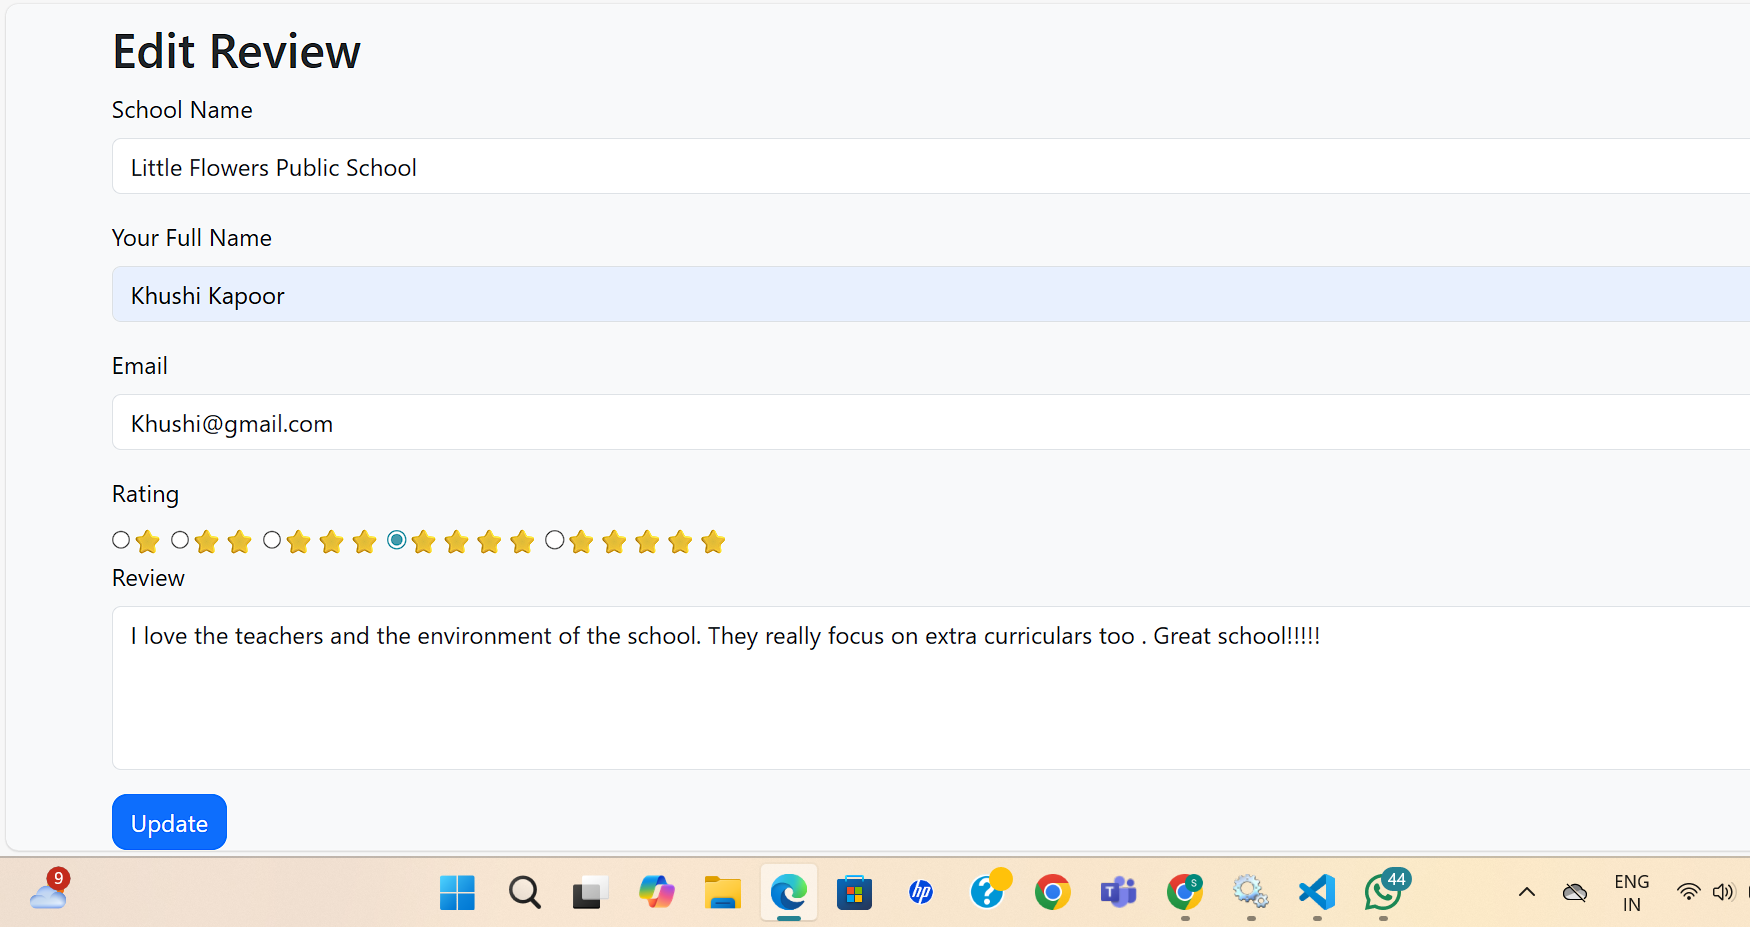 Edit Review
School Name
Little Flowers Public School
Your Full Name
Khushi Kapoor
Email
Khushi@gmail.com
Rating
Review
I love the teachers and the environment of the school. They really focus on extra curriculars too . Great school!!!!!
Update
9
hp
?
T
S
44
ENG
IN